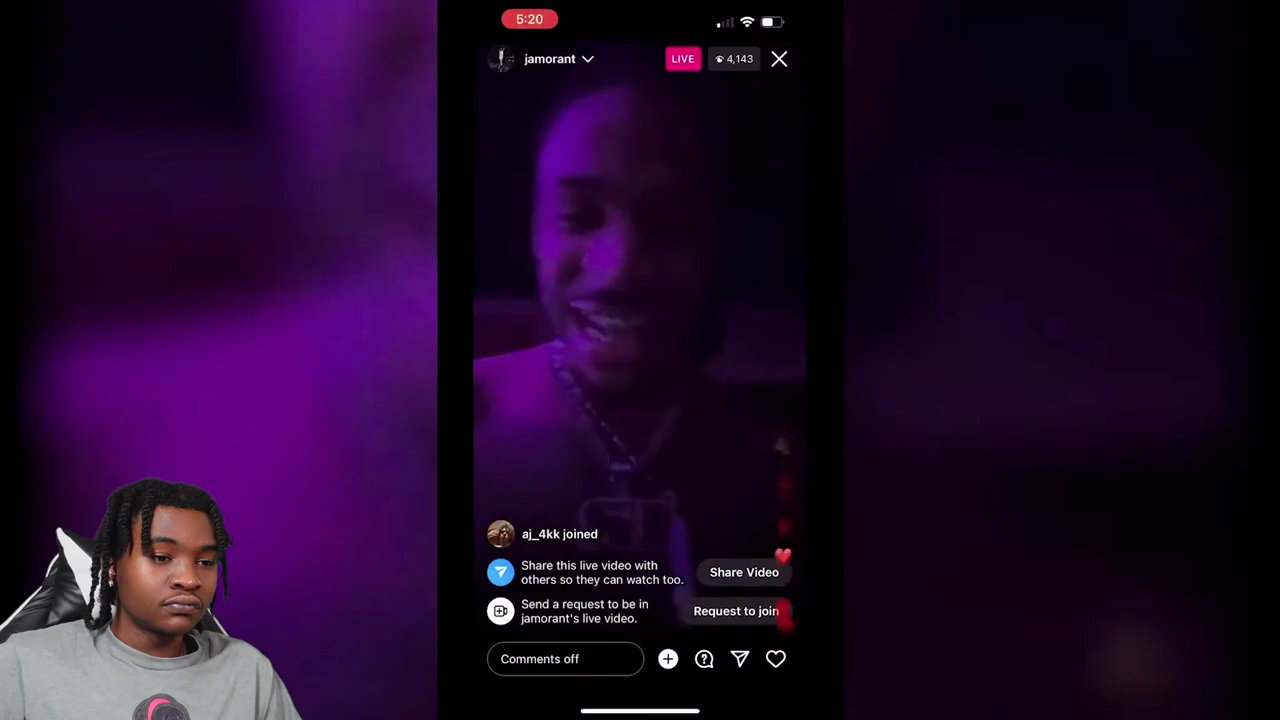 5:20
jamorant
LIVE
4,143
aj_4kk joined
Share this live video with
others so they can watch too.
Share Video
Send a request to be in
jamorant's live video.
Request to join
Comments off